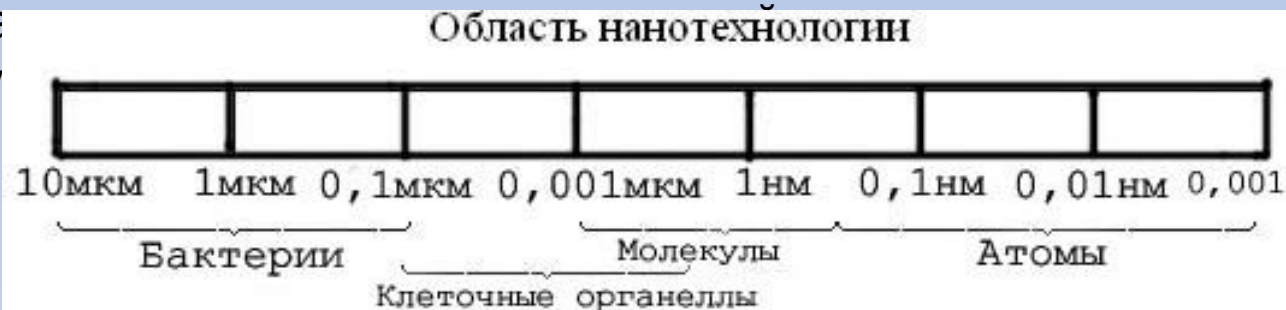 Область нанотехнологии
10мкм 1мкм 0,1мкм 0,001мкм 1нм 0,1нм 0,01нм 0,001
Бактерии Молекулы Атомы
Клеточные органеллы